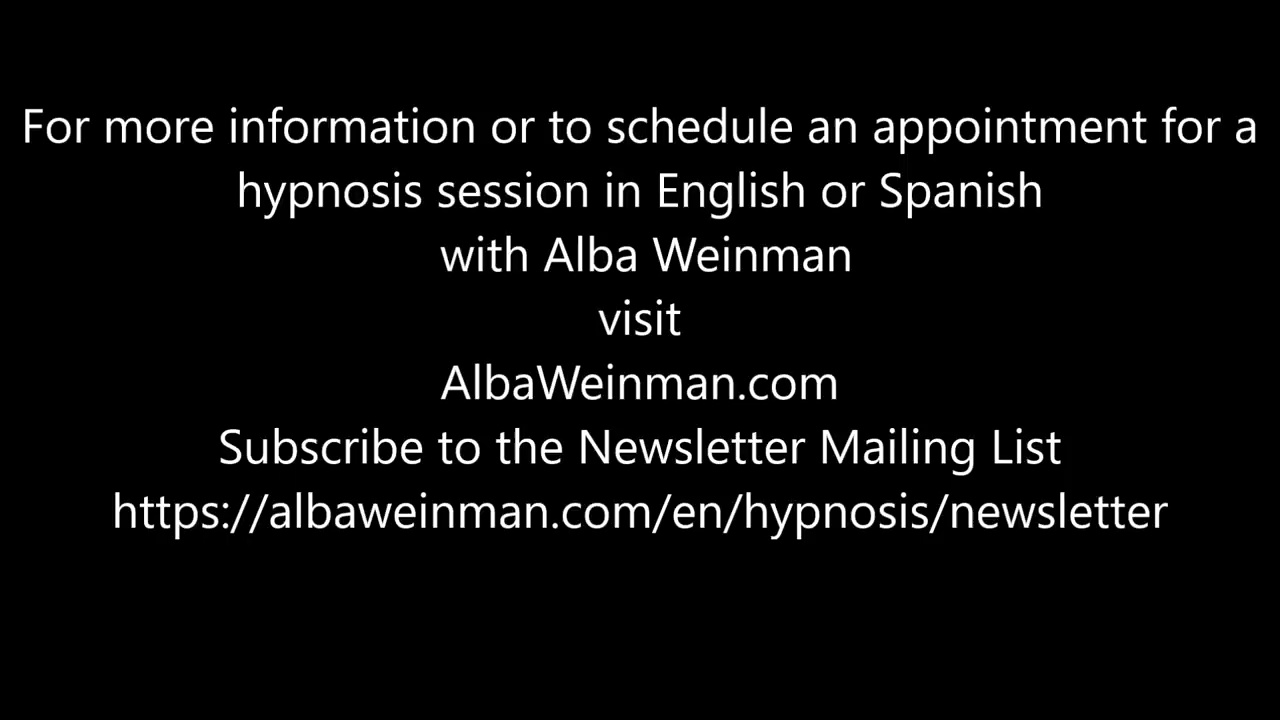 For more information or to schedule an appointment for a
hypnosis session in English or Spanish
with Alba Weinman
visit
AlbaWeinman.com
Subscribe to the Newsletter Mailing List
https://albaweinman.com/en/hypnosis/newsletter